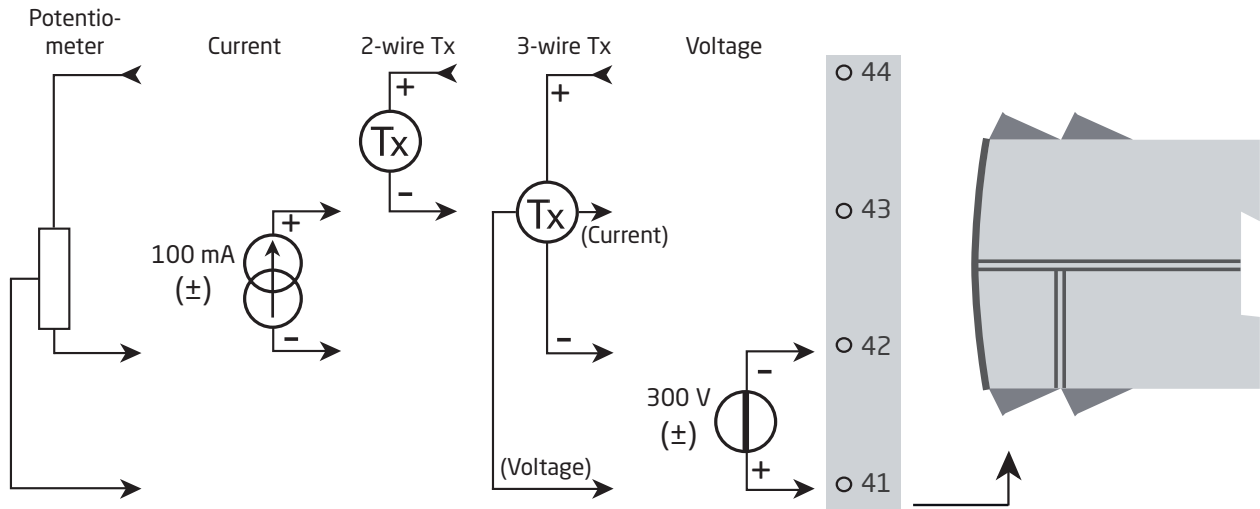 Potentio-
meter
Current
2-wire Tx
3-wire Tx
Voltage
+
Tx
-
+
Tx
(Current)
-
(Voltage)
+
100 mA
(±)
-
300 V
(±)
-
+
44
43
42
41